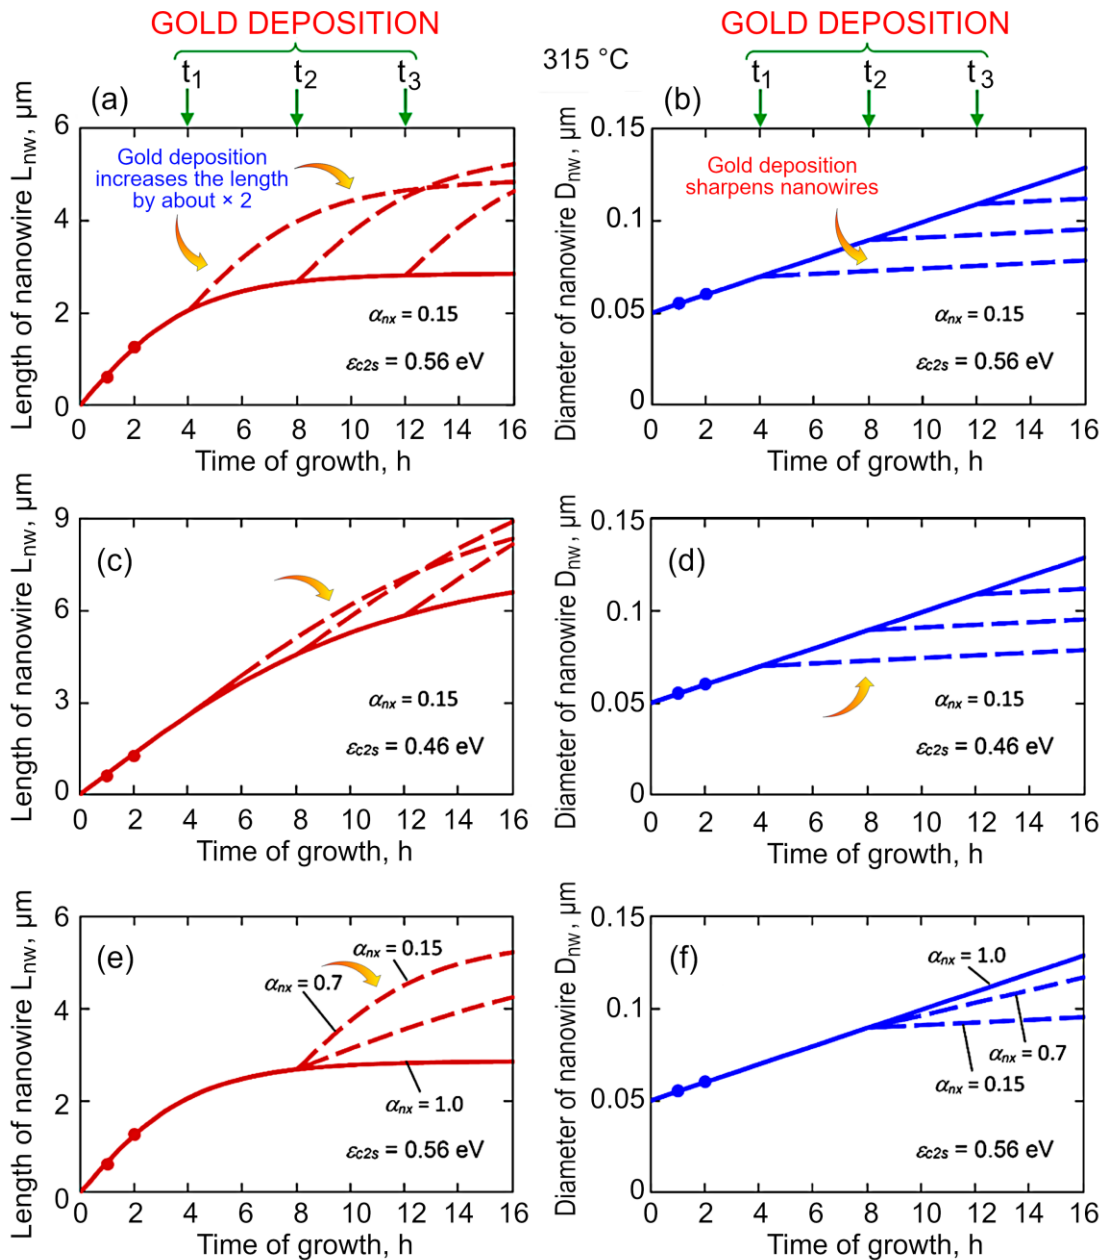 GOLD DEPOSITION
t1
t2
t3
315 °C
GOLD DEPOSITION
t1
t2
t3
(a)
Length of nanowire Lnw, µm
6
4
2
0
Gold deposition
increases the length
by about × 2
αnx = 0.15
εc2s = 0.56 eV
0 2 4 6 8 10 12 14 16
Time of growth, h
(b)
Diameter of nanowire Dnw, µm
0.15
0.1
0.05
0
Gold deposition
sharpens nanowires
αnx = 0.15
εc2s = 0.56 eV
0 2 4 6 8 10 12 14 16
Time of growth, h
(c)
Length of nanowire Lnw, µm
9
6
3
0
αnx = 0.15
εc2s = 0.46 eV
0 2 4 6 8 10 12 14 16
Time of growth, h
(d)
Diameter of nanowire Dnw, µm
0.15
0.1
0.05
0
αnx = 0.15
εc2s = 0.46 eV
0 2 4 6 8 10 12 14 16
Time of growth, h
(e)
Length of nanowire Lnw, µm
6
4
2
0
αnx = 0.15
αnx = 0.7
αnx = 1.0
εc2s = 0.56 eV
0 2 4 6 8 10 12 14 16
Time of growth, h
(f)
Diameter of nanowire Dnw, µm
0.15
0.1
0.05
0
αnx = 1.0
αnx = 0.7
αnx = 0.15
εc2s = 0.56 eV
0 2 4 6 8 10 12 14 16
Time of growth, h